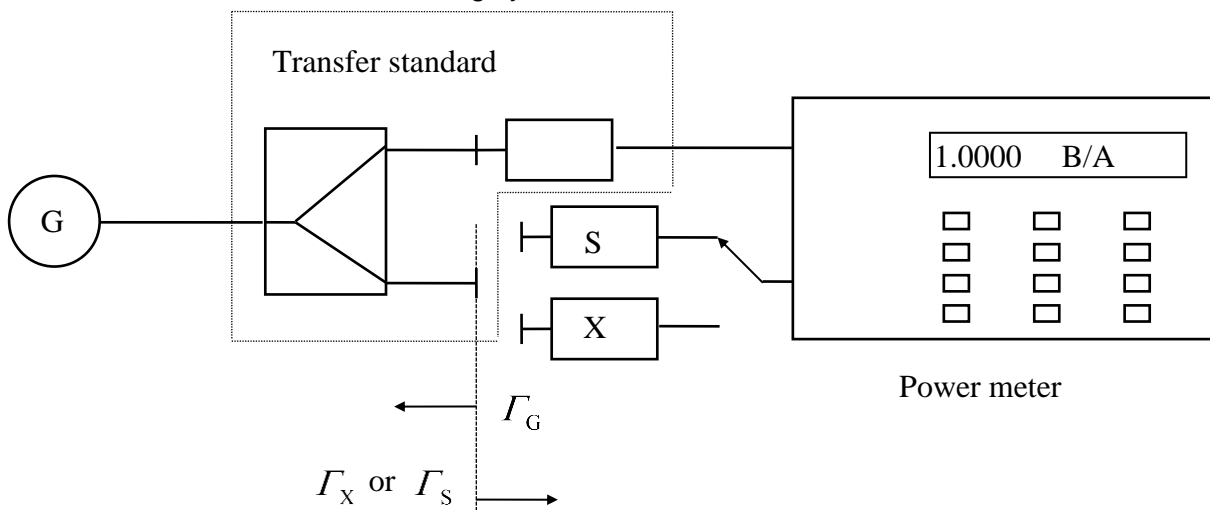 Transfer standard
G
1.0000 B/A
S
X
Power meter
Γ_G
Γ_X or Γ_S